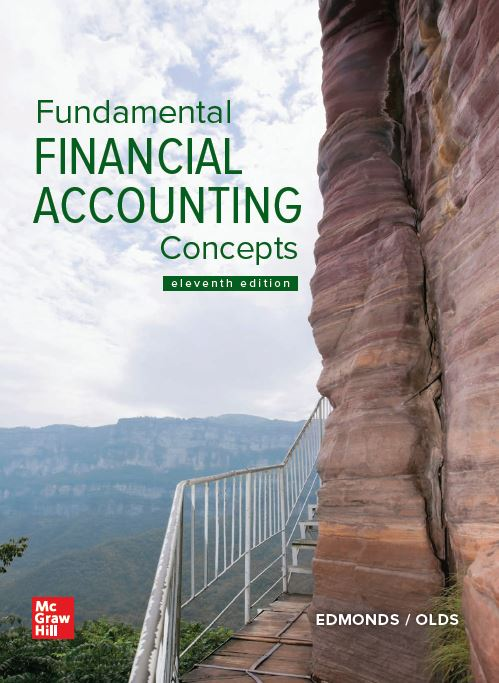 Fundamental
FINANCIAL
ACCOUNTING
Concepts
eleventh edition
Mc
Graw
Hill
EDMONDS / OLDS